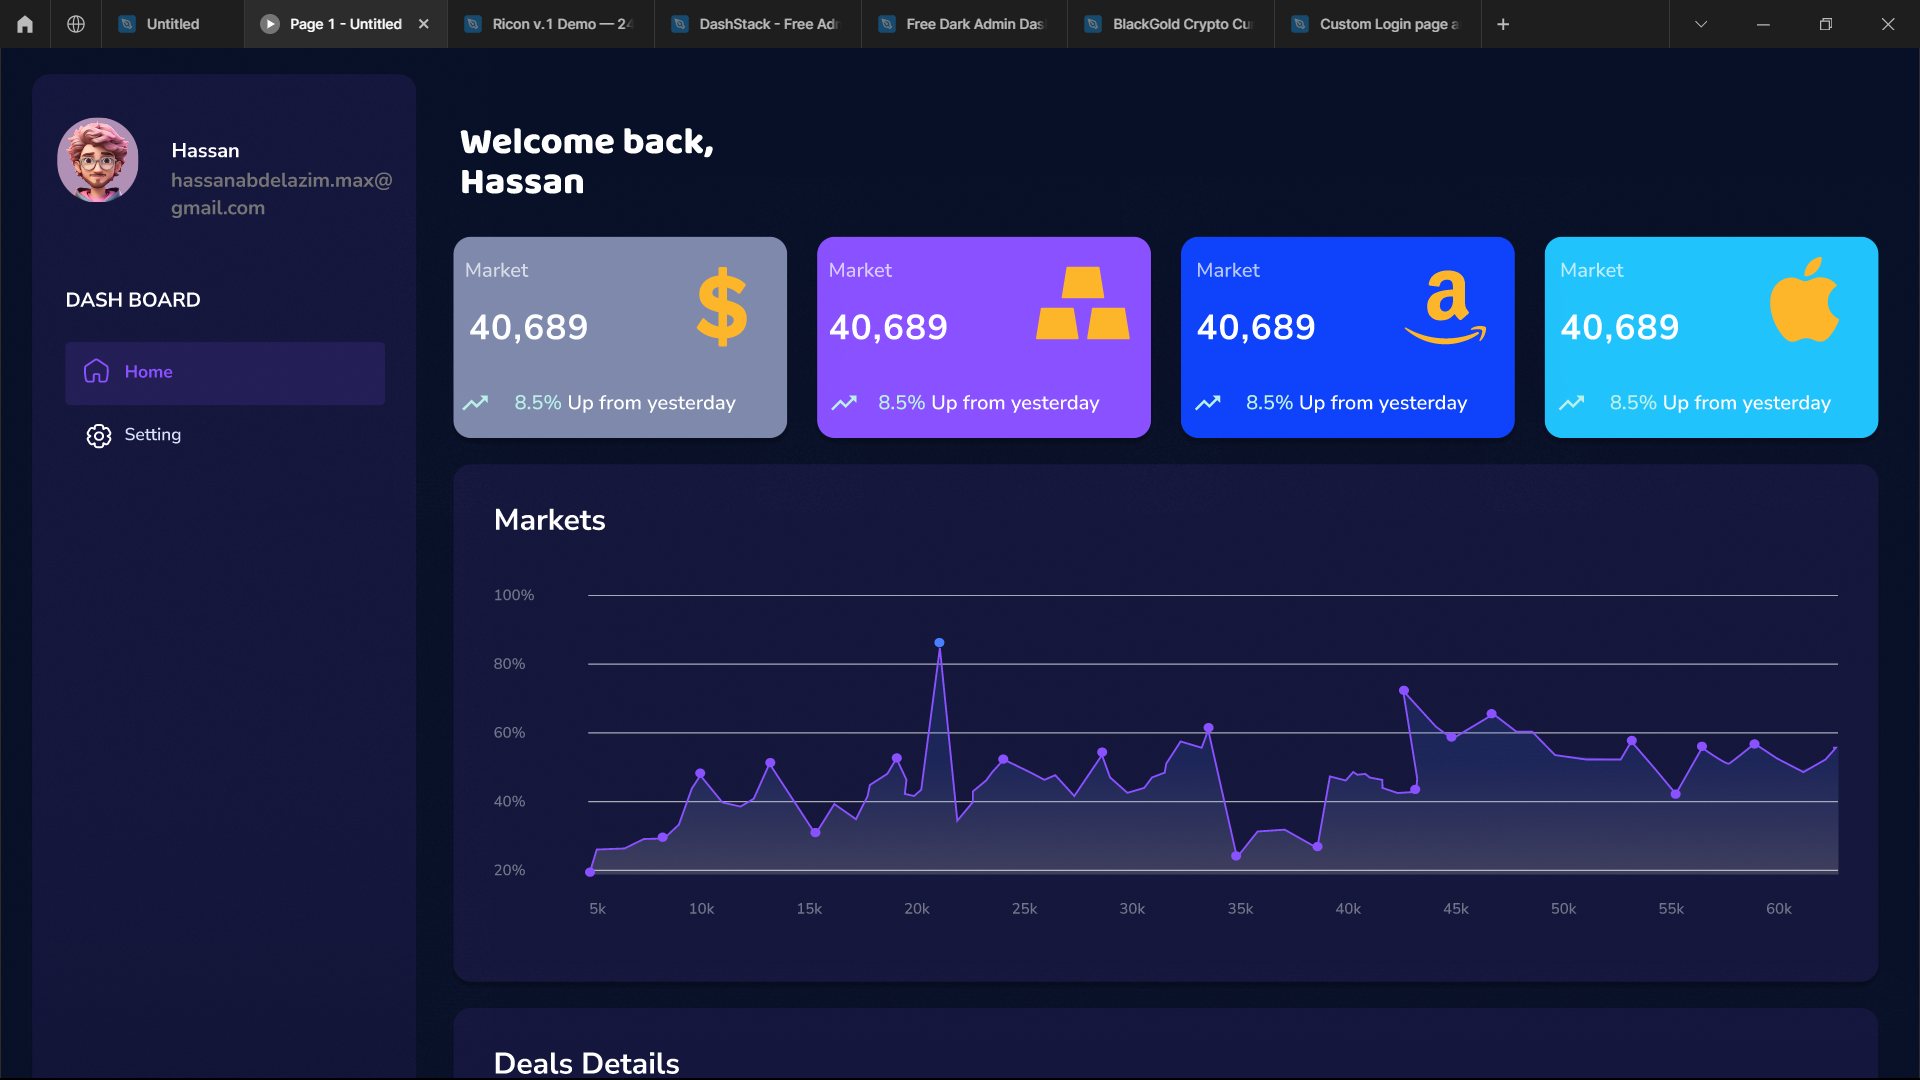 Untitled
Page 1 - Untitled
Ricon v.1 Demo — 24
DashStack - Free Adm
Free Dark Admin Das
BlackGold Crypto Cu
Custom Login page a
Hassan
hassanabdelazim.max@
gmail.com
DASH BOARD
Home
Setting
Welcome back,
Hassan
Market
40,689
8.5% Up from yesterday
Market
40,689
8.5% Up from yesterday
Market
40,689
8.5% Up from yesterday
Market
40,689
8.5% Up from yesterday
Markets
100%
80%
60%
40%
20%
5k 10k 15k 20k 25k 30k 35k 40k 45k 50k 55k 60k
Deals Details